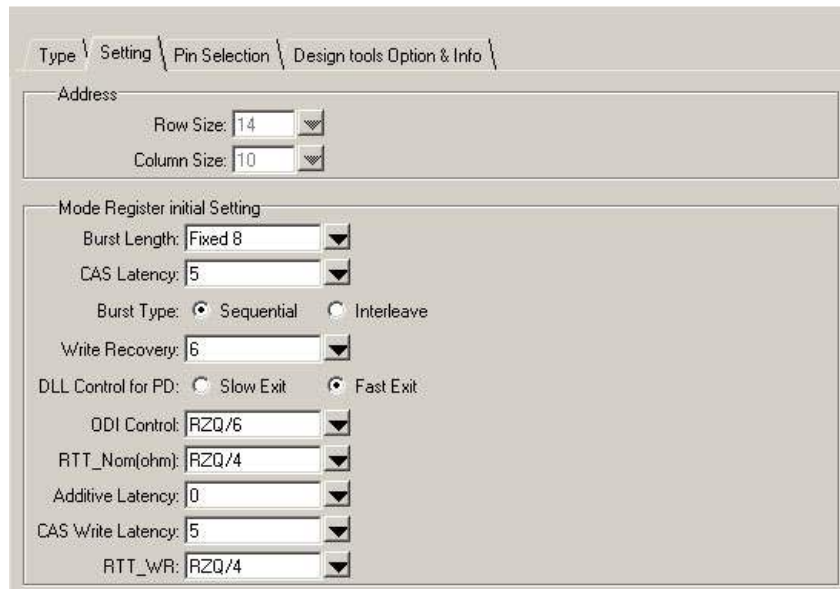 Type Setting Pin Selection Design tools Option & Info
Address
Row Size: 14
Column Size: 10
Mode Register initial Setting
Burst Length: Fixed 8
CAS Latency: 5
Burst Type: Sequential Interleave
Write Recovery: 6
DLL Control for PD: Slow Exit Fast Exit
ODI Control: RZQ/6
RTT_Nom(ohm): RZQ/4
Additive Latency: 0
CAS Write Latency: 5
RTT_WR: RZQ/4